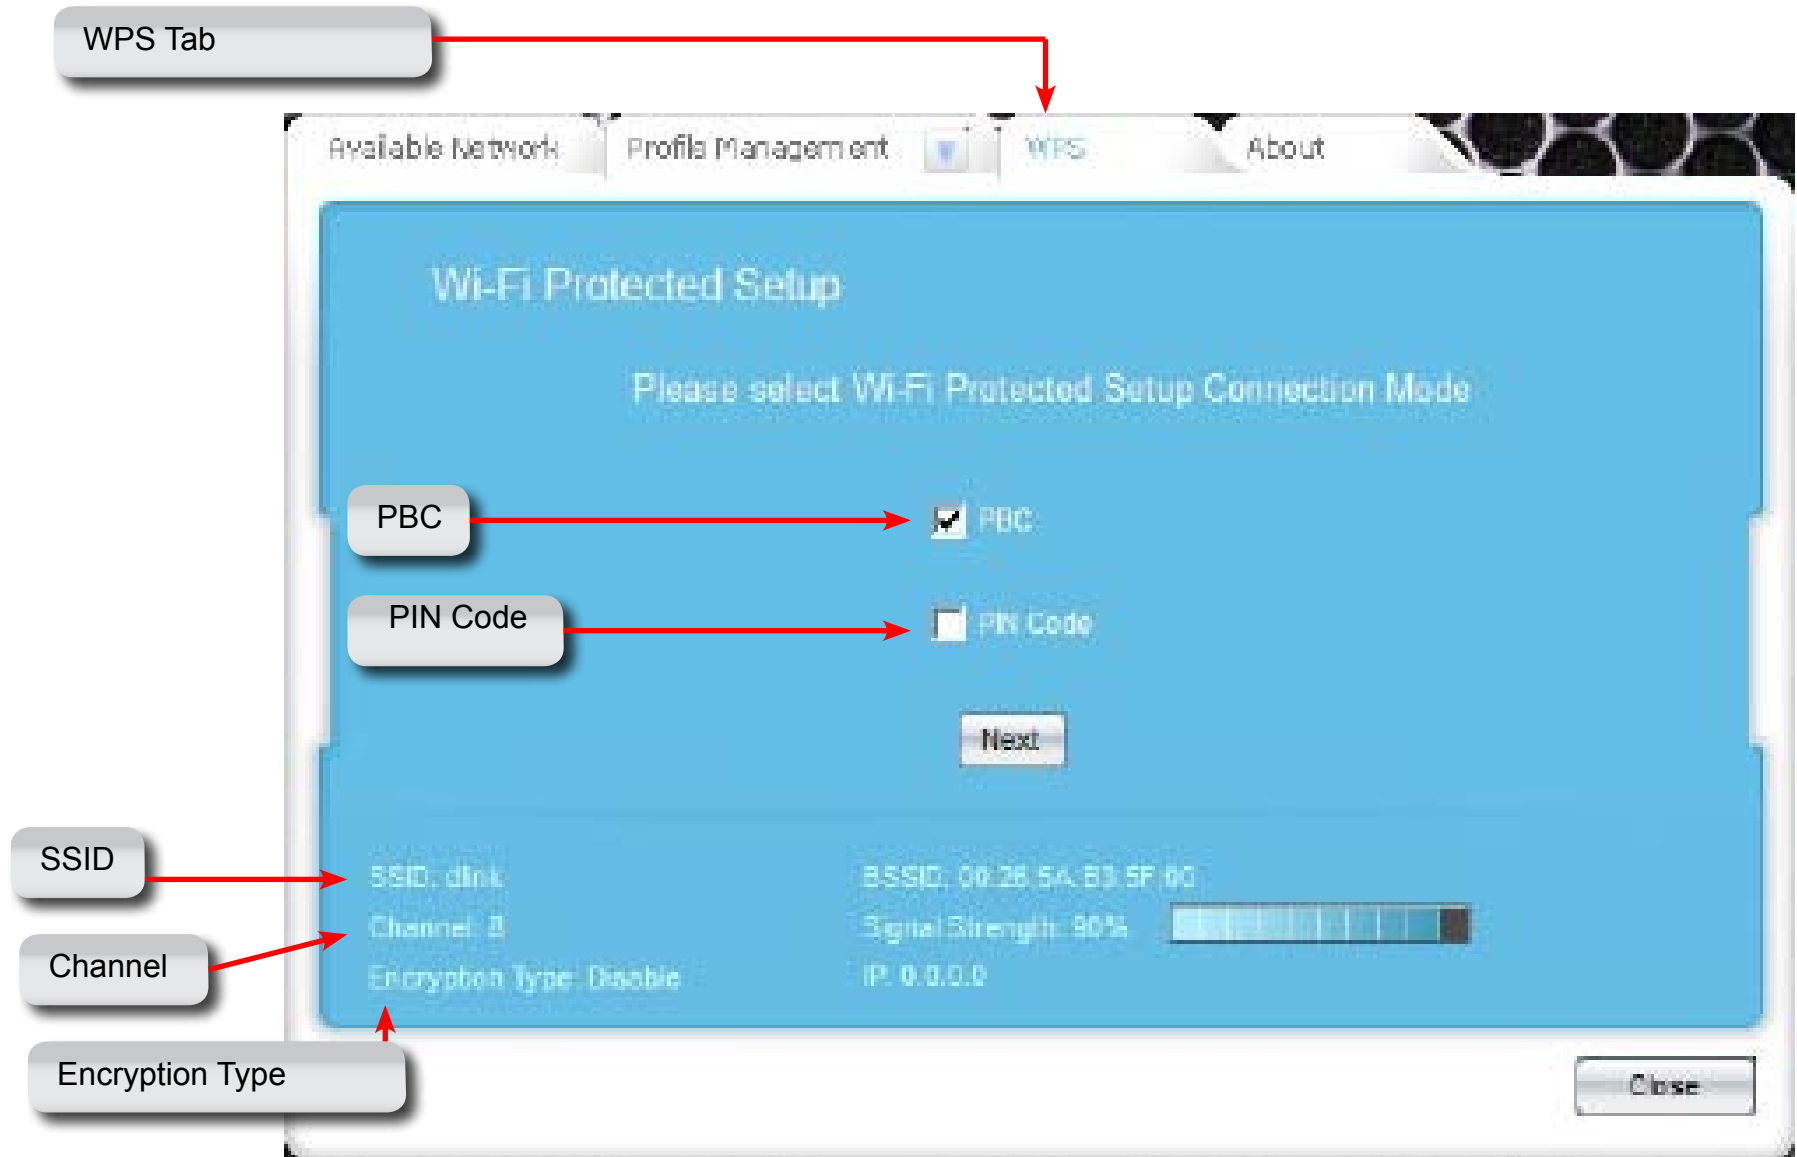 WPS Tab
Available Network Profile Management WPS About
Wi-Fi Protected Setup
Please select Wi-Fi Protected Setup Connection Mode
PBC PBC
PIN Code PIN Code
Next
SSID SSID: dlink BSSID: 00:26:5A:B3:5F:
Channel: Signal Strength: 90%
Channel
Encryption Type: Disable IP: 0.0.0.0
Encryption Type
Close